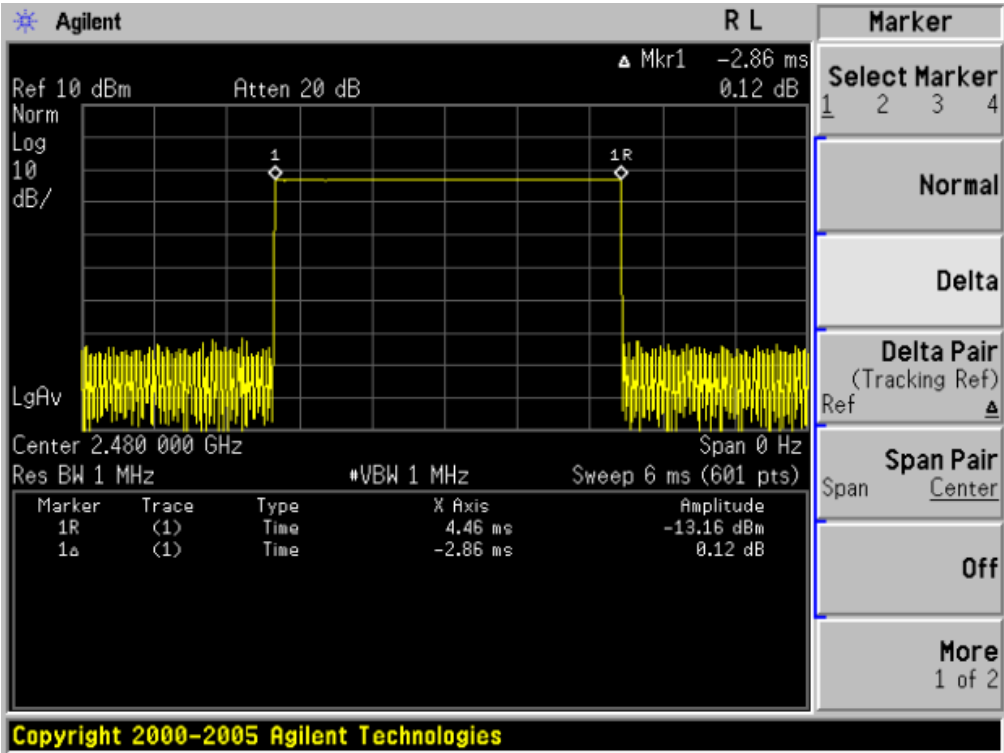 Agilent R L
Δ Mkr1 -2.86 ms
Ref 10 dBm Atten 20 dB 0.12 dB
Norm
Log
10
dB/
1 1R
LgAv
Center 2.480 000 GHz Span 0 Hz
Res BW 1 MHz #VBW 1 MHz Sweep 6 ms (601 pts)
Marker Trace Type X Axis Amplitude
1R (1) Time 4.46 ms -13.16 dBm
1Δ (1) Time -2.86 ms 0.12 dB
Copyright 2000-2005 Agilent Technologies
Marker
Select Marker
1 2 3 4
Normal
Delta
Delta Pair
(Tracking Ref)
Ref Δ
Span Pair
Span Center
Off
More
1 of 2